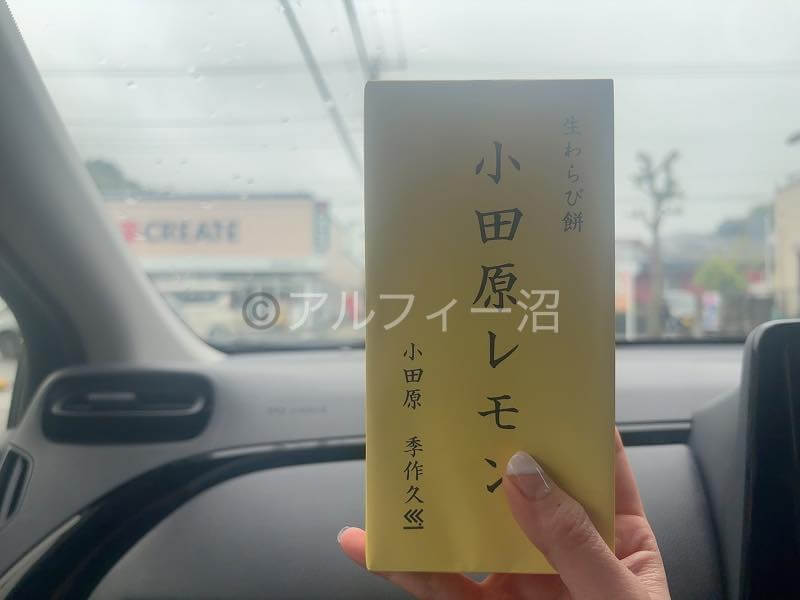 生わらび餅
小田原レモン
小田原 季作久
CREATE
©アルフィー沼